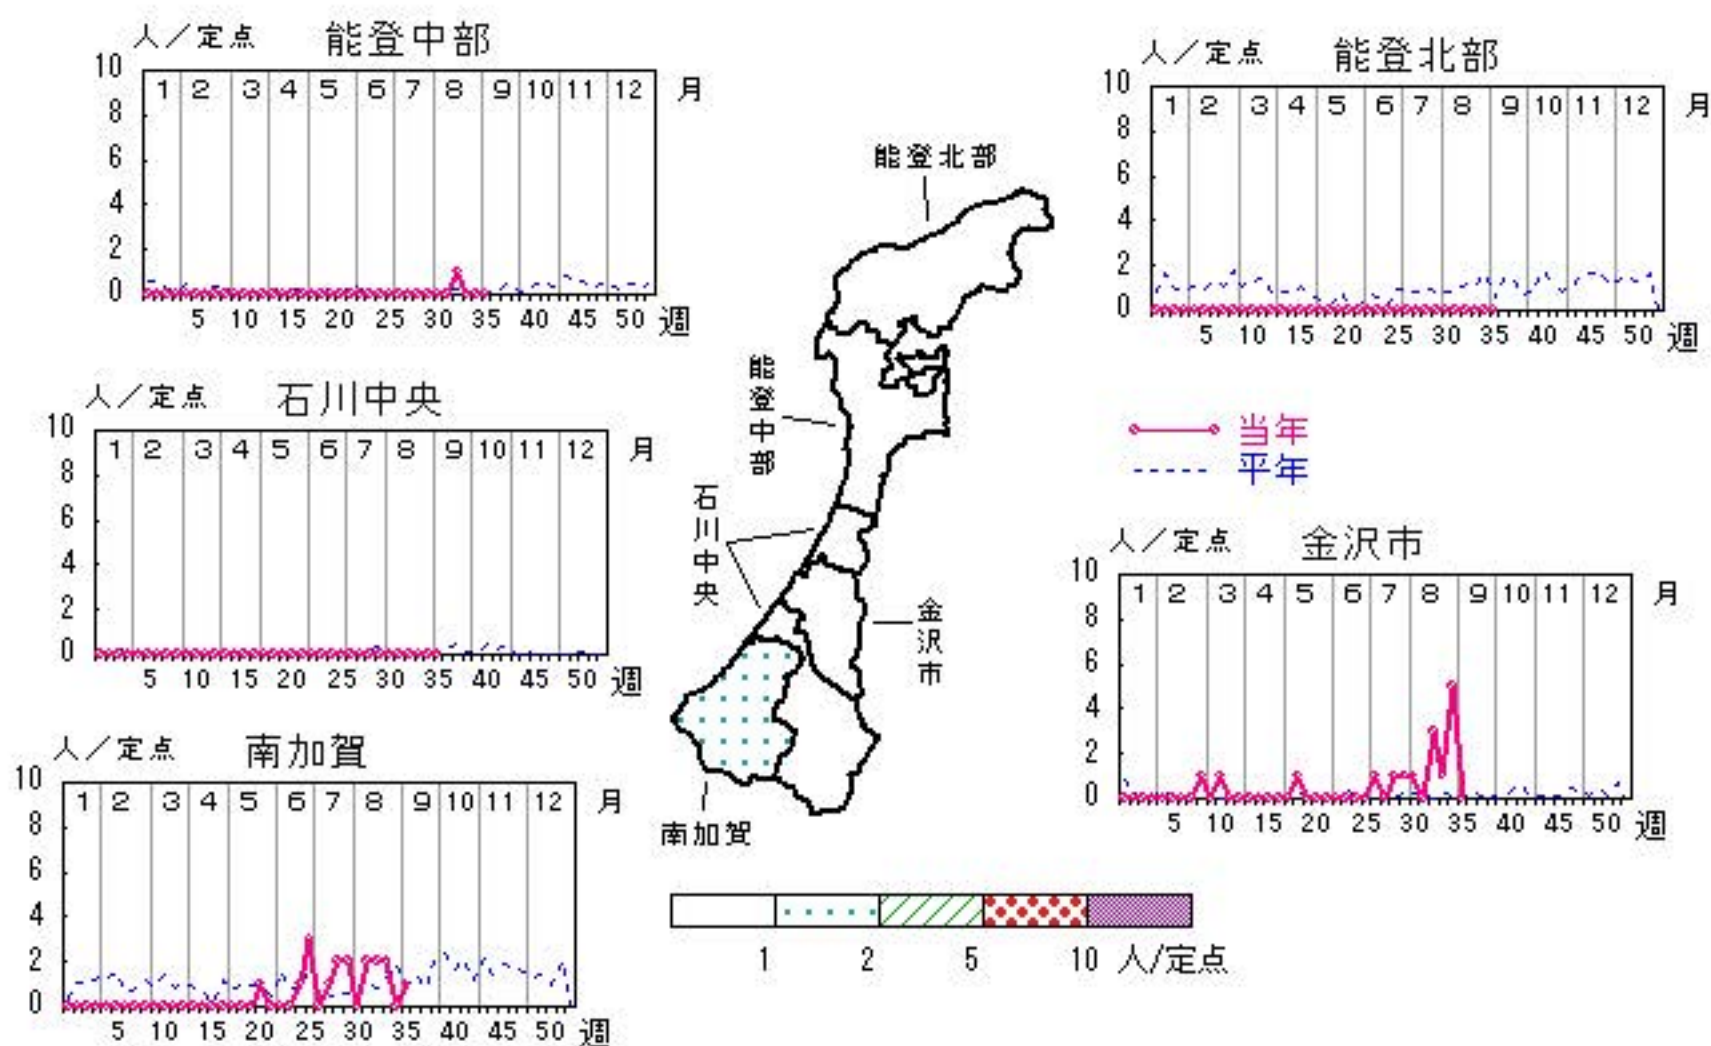 人／定点 能登中部
10 8 6 4 2 0
1 2 3 4 5 6 7 8 9 10 11 12 月
5 10 15 20 25 30 35 40 45 50 週
人／定点 能登北部
10 8 6 4 2 0
1 2 3 4 5 6 7 8 9 10 11 12 月
5 10 15 20 25 30 35 40 45 50 週
人／定点 石川中央
10 8 6 4 2 0
1 2 3 4 5 6 7 8 9 10 11 12 月
5 10 15 20 25 30 35 40 45 50 週
能登北部
能登中部
石川中央
金沢市
南加賀
当年
平年
人／定点 金沢市
10 8 6 4 2 0
1 2 3 4 5 6 7 8 9 10 11 12 月
5 10 15 20 25 30 35 40 45 50 週
人／定点 南加賀
10 8 6 4 2 0
1 2 3 4 5 6 7 8 9 10 11 12 月
5 10 15 20 25 30 35 40 45 50 週
1 2 5 10 人/定点